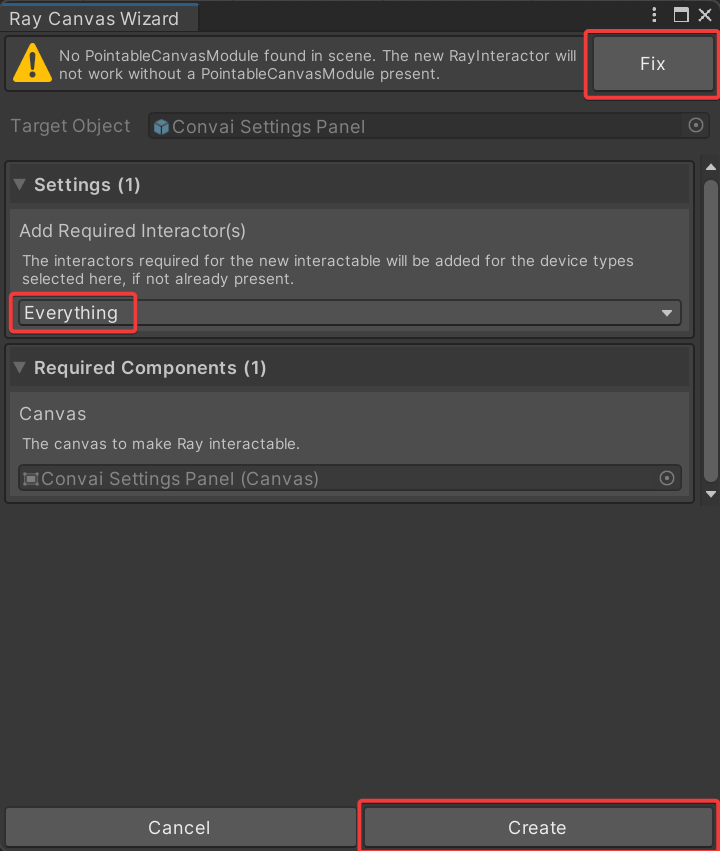 Ray Canvas Wizard
No PointableCanvasModule found in scene. The new RayInteractor will
not work without a PointableCanvasModule present.
Fix
Target Object
Convai Settings Panel
Settings (1)
Add Required Interactor(s)
The interactors required for the new interactable will be added for the device types
selected here, if not already present.
Everything
Required Components (1)
Canvas
The canvas to make Ray interactable.
Convai Settings Panel (Canvas)
Cancel
Create